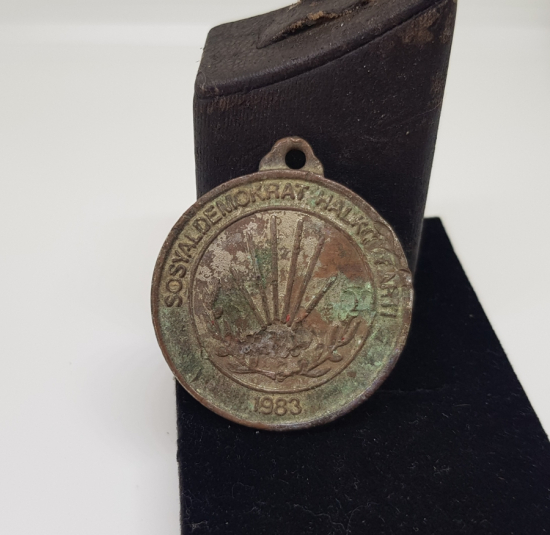 SOSYALDEMOKRAT HALKÇI PARTİ
1983